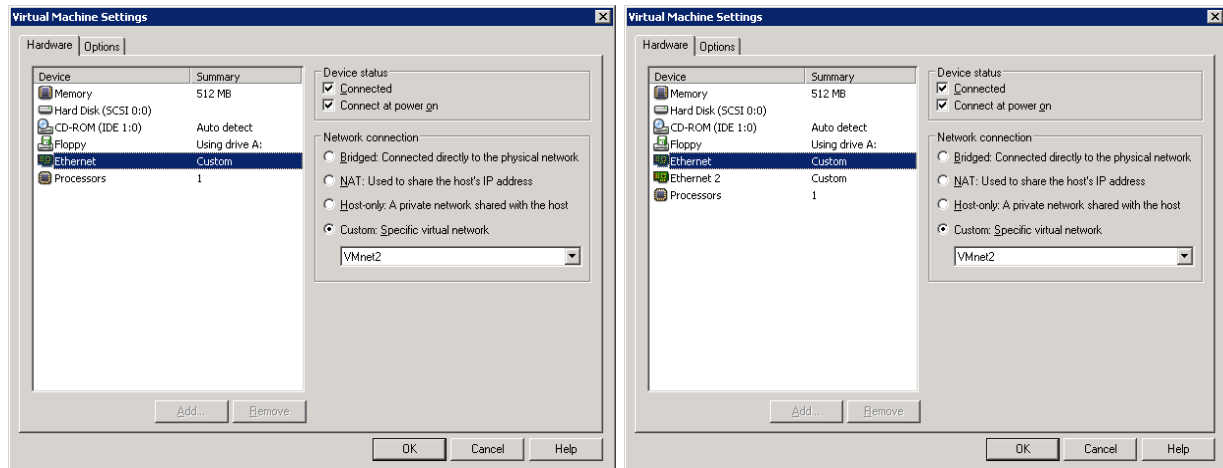 Virtual Machine Settings
Hardware Options
Device Summary
Memory 512 MB
Hard Disk (SCSI 0:0)
CD-ROM (IDE 1:0) Auto detect
Floppy Using drive A:
Ethernet Custom
Processors 1
Add... Remove
Device status
Connected
Connect at power on
Network connection
Bridged: Connected directly to the physical network
NAT: Used to share the host's IP address
Host-only: A private network shared with the host
Custom: Specific virtual network
VMnet2
OK Cancel Help
Virtual Machine Settings
Hardware Options
Device Summary
Memory 512 MB
Hard Disk (SCSI 0:0)
CD-ROM (IDE 1:0) Auto detect
Floppy Using drive A:
Ethernet Custom
Ethernet 2 Custom
Processors 1
Add... Remove
Device status
Connected
Connect at power on
Network connection
Bridged: Connected directly to the physical network
NAT: Used to share the host's IP address
Host-only: A private network shared with the host
Custom: Specific virtual network
VMnet2
OK Cancel Help